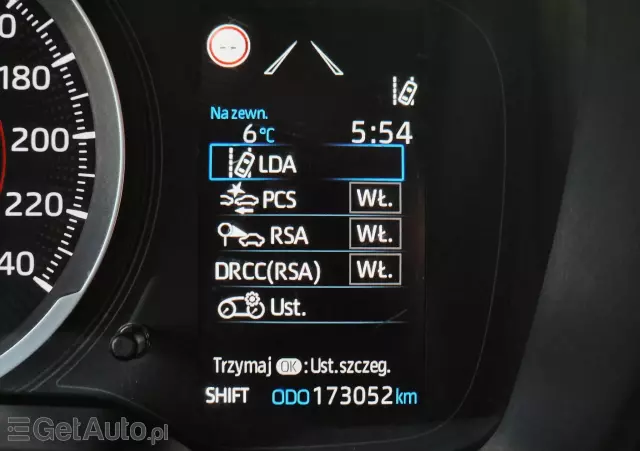 180
200
220
40
--
Na zewn.
6°C 5:54
LDA
PCS WŁ.
RSA WŁ.
DRCC(RSA) WŁ.
Ust.
Trzymaj OK : Ust.szczeg.
SHIFT ODO 173052 km
GetAuto.pl